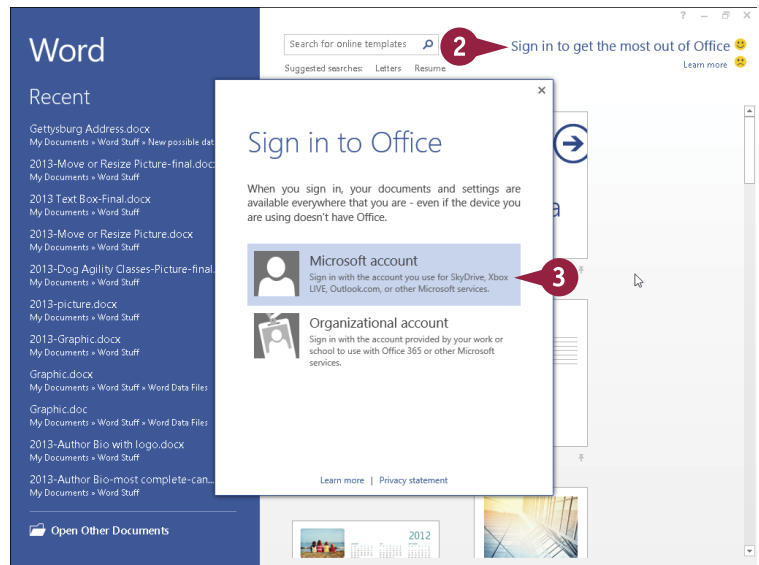 ?
Word
Search for online templates
2
Sign in to get the most out of Office
Suggested searches: Letters Resume
Learn more
Recent
Gettysburg Address.docx
My Documents » Word Stuff » New possible dat
2013-Move or Resize Picture-final.doc
My Documents » Word Stuff
2013 Text Box-Final.docx
My Documents » Word Stuff
2013-Move or Resize Picture.docx
My Documents » Word Stuff
2013-Dog Agility Classes-Picture-final.
My Documents » Word Stuff
2013-picture.docx
My Documents » Word Stuff
2013-Graphic.docx
My Documents » Word Stuff
Graphic.docx
My Documents » Word Stuff » Word Data Files
Graphic.doc
My Documents » Word Stuff » Word Data Files
2013-Author Bio with logo.docx
My Documents » Word Stuff
2013-Author Bio-most complete-can...
My Documents » Word Stuff
Open Other Documents
Sign in to Office
When you sign in, your documents and settings are
available everywhere that you are - even if the device you
are using doesn't have Office.
Microsoft account
Sign in with the account you use for SkyDrive, Xbox
LIVE, Outlook.com, or other Microsoft services.
3
Organizational account
Sign in with the account provided by your work or
school to use with Office 365 or other Microsoft
services.
Learn more | Privacy statement
a
2012